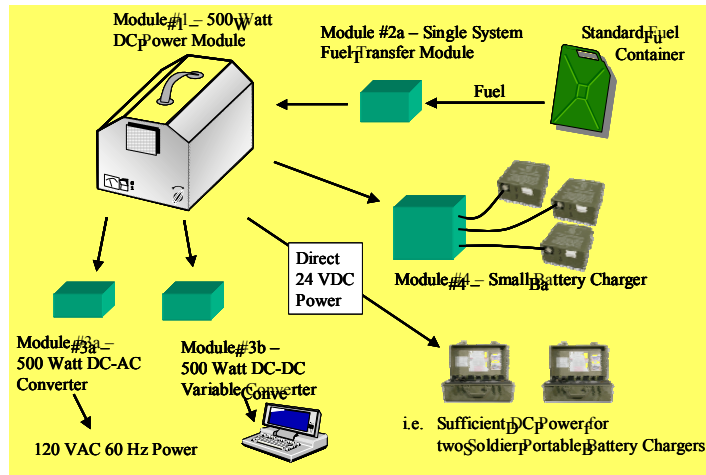 Module #1 – 500 Watt
DC Power Module
Module #2a – Single System
Fuel Transfer Module
Standard Fuel
Container
Fuel
Direct
24 VDC
Power
Module #4 – Small Battery Charger
Module #3a –
500 Watt DC-AC
Converter
Module #3b –
500 Watt DC-DC
Variable Converter
120 VAC 60 Hz Power
i.e. Sufficient DC Power for
two Soldier Portable Battery Chargers